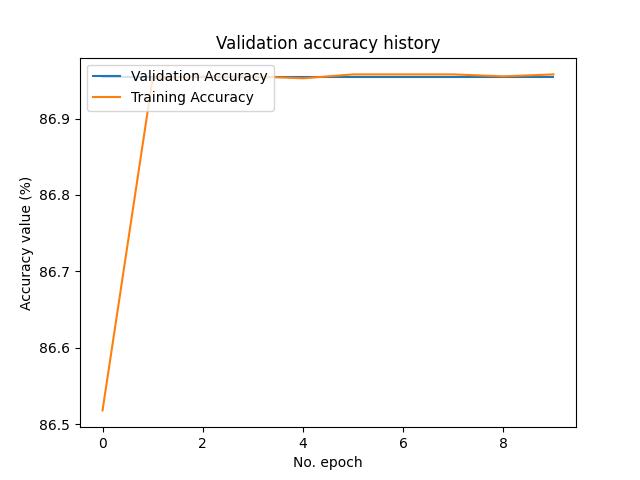 Validation accuracy history
Validation Accuracy
Training Accuracy
Accuracy value (%)
86.9
86.8
86.7
86.6
86.5
0 2 4 6 8
No. epoch